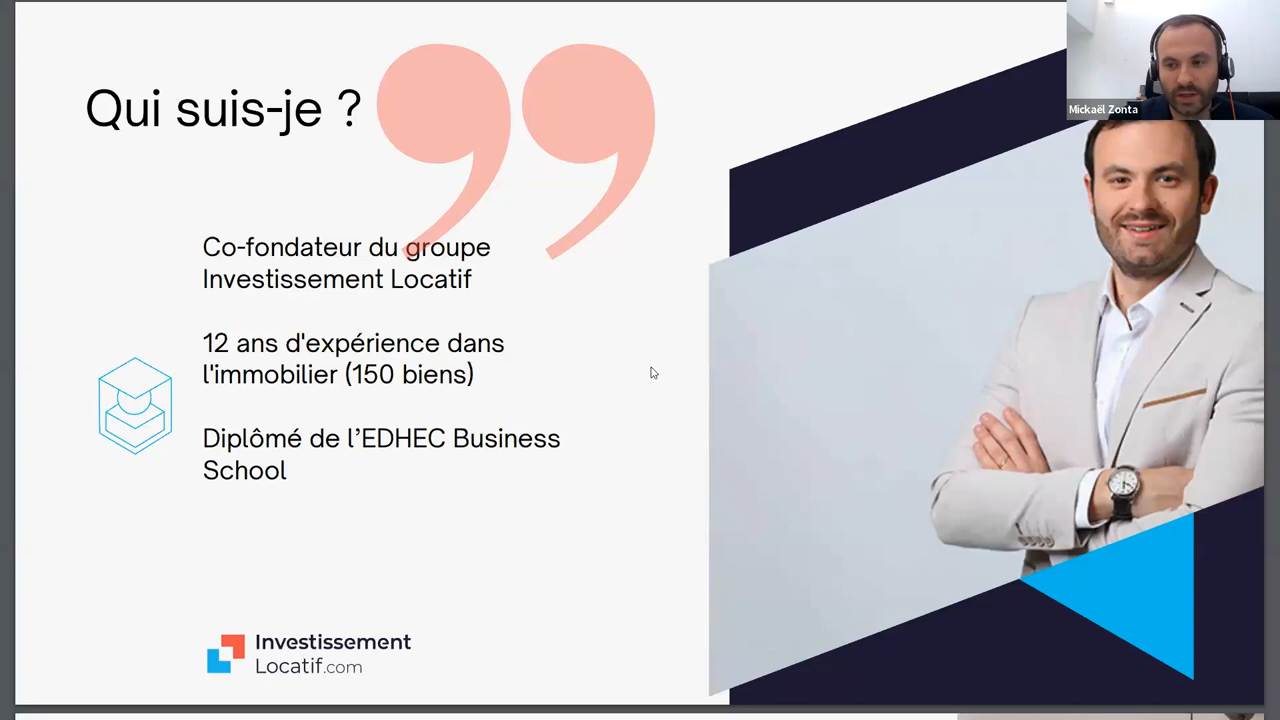 Qui suis-je ?
Mickaël Zonta
Co-fondateur du groupe
Investissement Locatif
12 ans d'expérience dans
l'immobilier (150 biens)
Diplômé de l’EDHEC Business
School
Investissement
Locatif.com